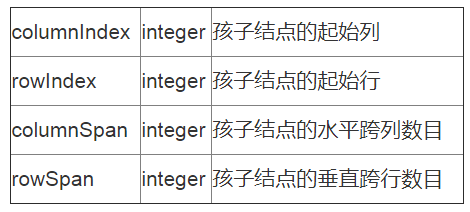 columnIndex integer 孩子结点的起始列
rowIndex integer 孩子结点的起始行
columnSpan integer 孩子结点的水平跨列数目
rowSpan integer 孩子结点的垂直跨行数目